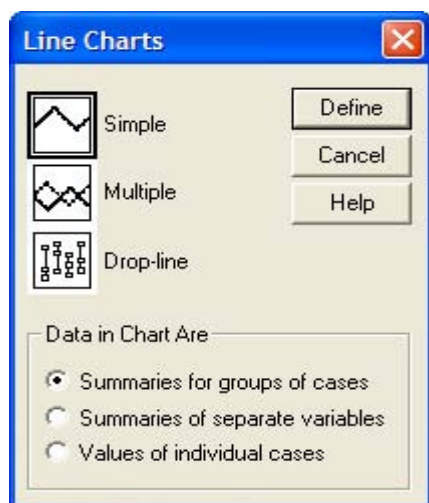 Line Charts
Simple
Define
Multiple
Cancel
Help
Drop-line
Data in Chart Are
Summaries for groups of cases
Summaries of separate variables
Values of individual cases